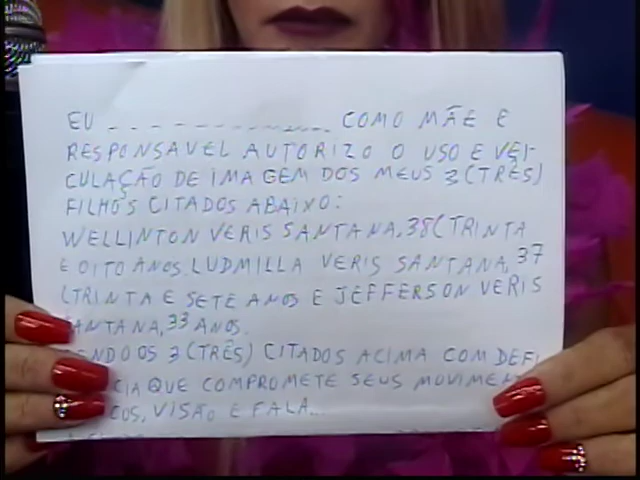 EU _ _ _ _ _ _ _ _ _ _ _ _ COMO MÃE E
RESPONSAVEL AUTORIZO O USO E VEI-
CULAÇÃO DE IMAGEM DOS MEUS 3 (TRÊS)
FILHOS CITADOS ABAIXO:
WELLINTON VERIS SANTANA, 38 (TRINTA
E OITO ANOS. LUDMILLA VERIS SANTANA, 37
(TRINTA E SETE ANOS E JEFFERSON VERIS
ANTANA, 33 ANOS.
ENDO OS 3 (TRÊS) CITADOS ACIMA COM DEFI
CIA QUE COMPROMETE SEUS MOVIMEN
COS, VISÃO E FALA..